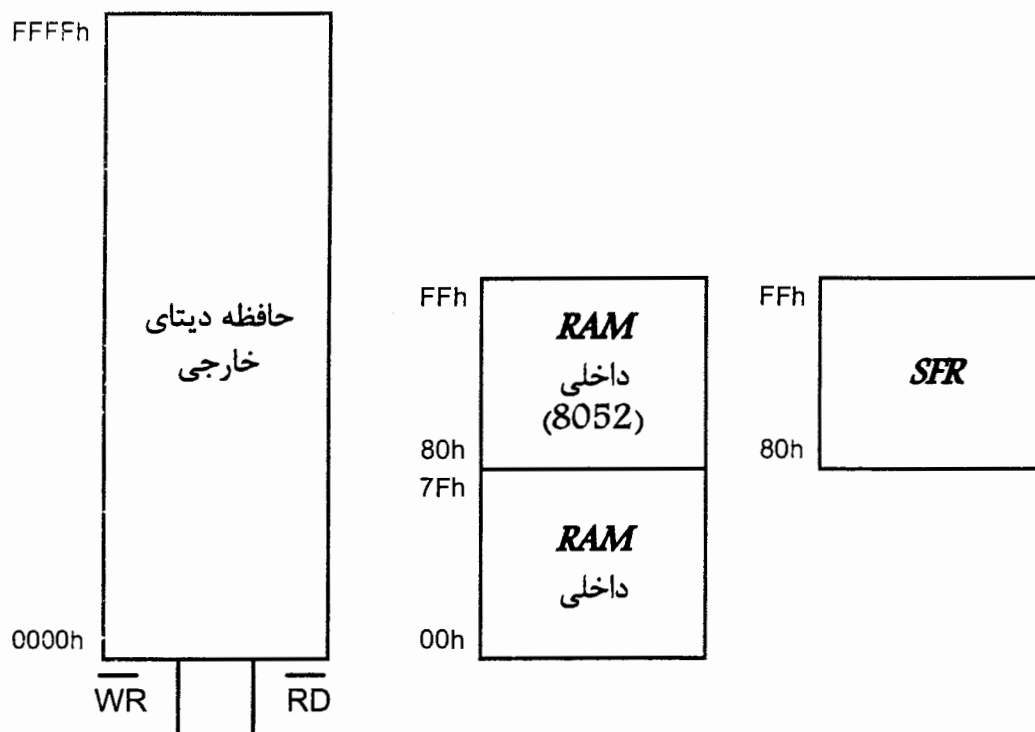 FFFFh
حافظه دیتای
خارجی
0000h
WR
RD
FFh
RAM
داخلی
(8052)
80h
7Fh
RAM
داخلی
00h
FFh
SFR
80h